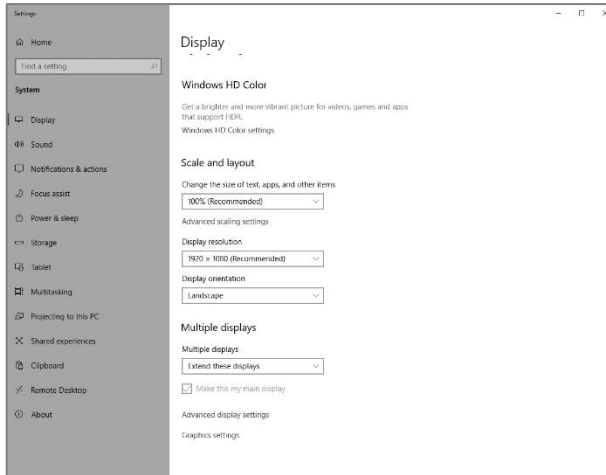 Settings
Home
Find a setting
System
Display
Sound
Notifications & actions
Focus assist
Power & sleep
Storage
Tablet
Multitasking
Projecting to this PC
Shared experiences
Clipboard
Remote Desktop
About
Display
Windows HD Color
Get a brighter and more vibrant picture for videos, games and apps
that support HDR.
Windows HD Color settings
Scale and layout
Change the size of text, apps, and other items
100% (Recommended)
Advanced scaling settings
Display resolution
1920 × 1080 (Recommended)
Display orientation
Landscape
Multiple displays
Multiple displays
Extend these displays
Make this my main display
Advanced display settings
Graphics settings